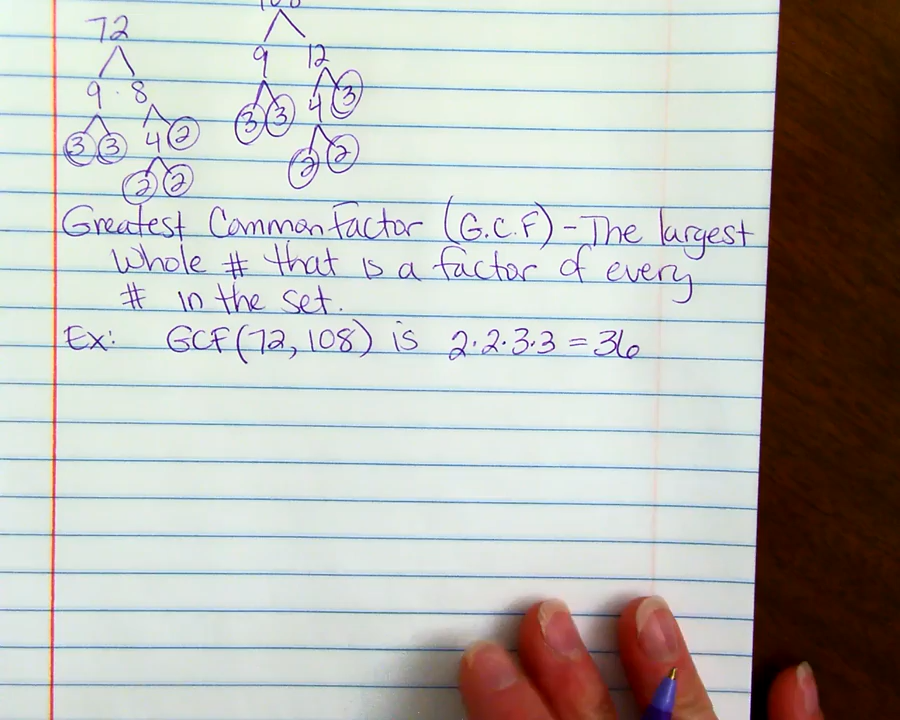 72
9 12
9 · 8
3 3 4 3
3 3 4 2
2 2
2 2
Greatest Common Factor (G.C.F) - The largest
Whole # that is a factor of every
# in the set.
Ex: GCF(72, 108) is 2·2·3·3 = 36